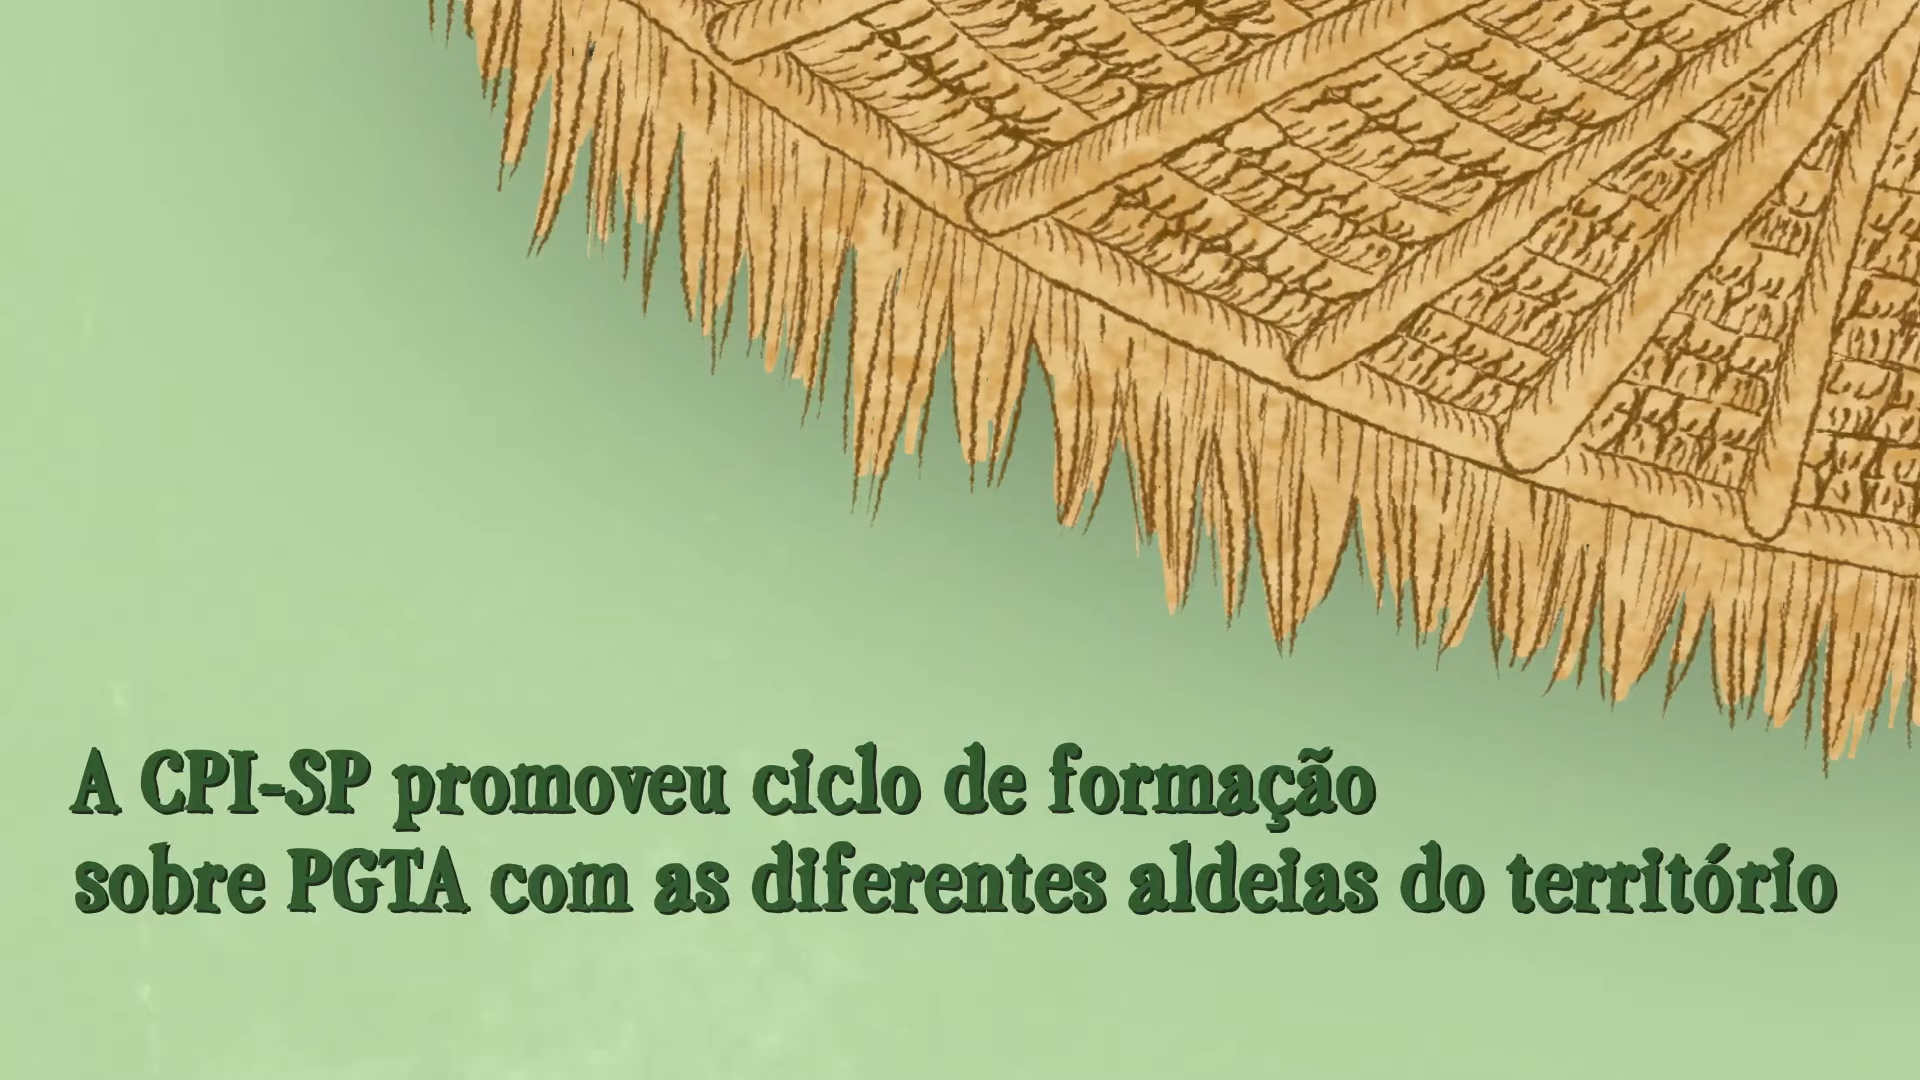 A CPI-SP promoveu ciclo de formação
sobre PGTA com as diferentes aldeias do território